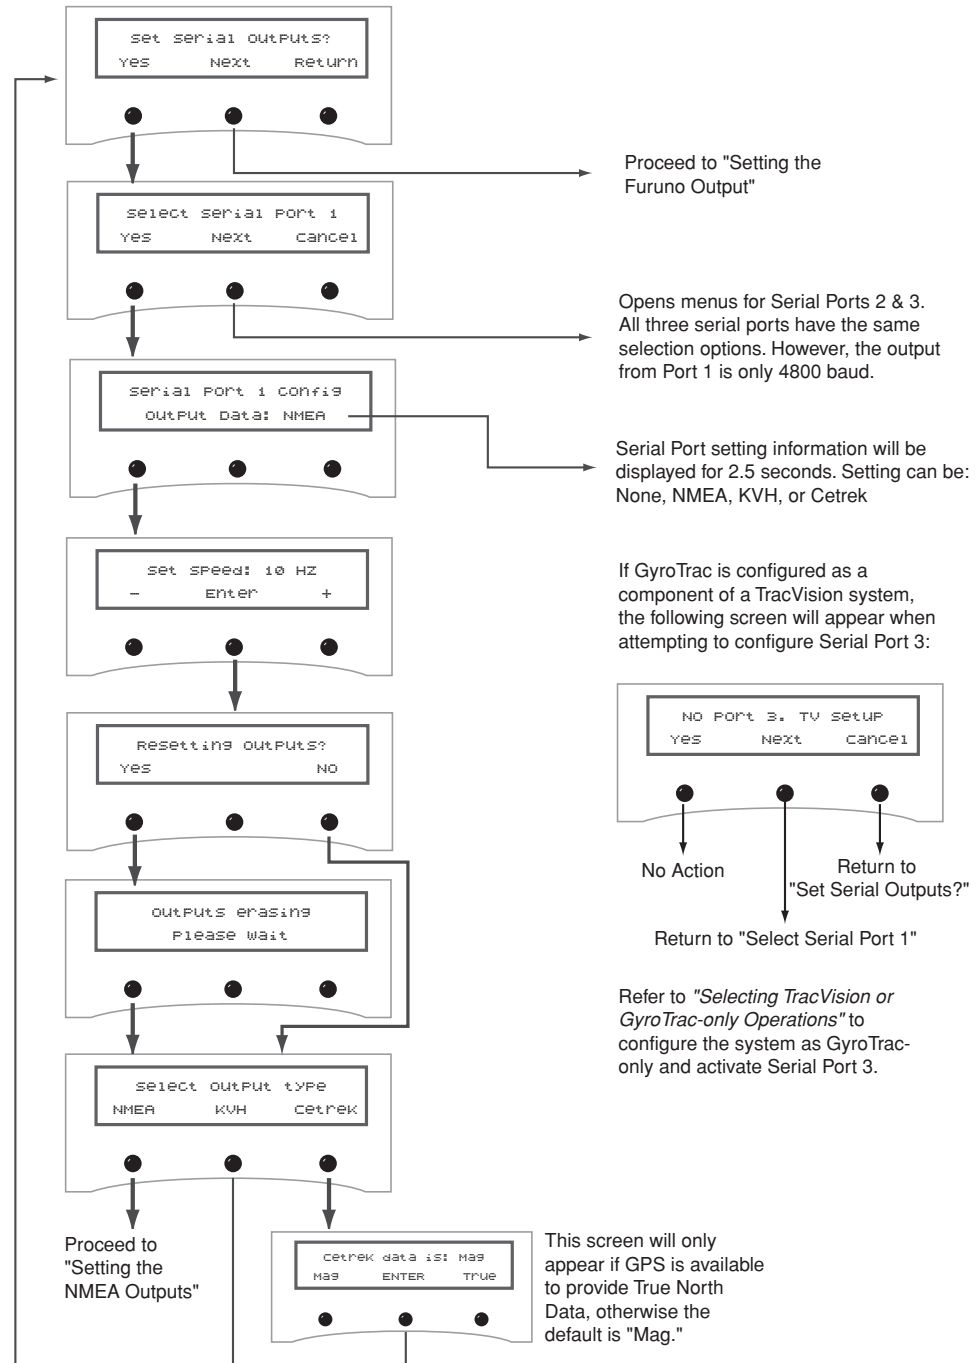 Set Serial Outputs?
Yes Next Return
Proceed to "Setting the
Furuno Output"
Select Serial Port 1
Yes Next Cancel
Opens menus for Serial Ports 2 & 3.
All three serial ports have the same
selection options. However, the output
from Port 1 is only 4800 baud.
Serial Port 1 Config
Output Data: NMEA
Serial Port setting information will be
displayed for 2.5 seconds. Setting can be:
None, NMEA, KVH, or Cetrek
Set Speed: 10 HZ
- Enter +
If GyroTrac is configured as a
component of a TracVision system,
the following screen will appear when
attempting to configure Serial Port 3:
Resetting Outputs?
Yes No
No Port 3. TV Setup
Yes Next Cancel
No Action
Return to
"Set Serial Outputs?"
Return to "Select Serial Port 1"
Outputs erasing
Please Wait
Refer to "Selecting TracVision or
GyroTrac-only Operations" to
configure the system as GyroTrac-
only and activate Serial Port 3.
Select Output type
NMEA KVH Cetrek
Proceed to
"Setting the
NMEA Outputs"
Cetrek data is: Mag
Mag ENTER True
This screen will only
appear if GPS is available
to provide True North
Data, otherwise the
default is "Mag."